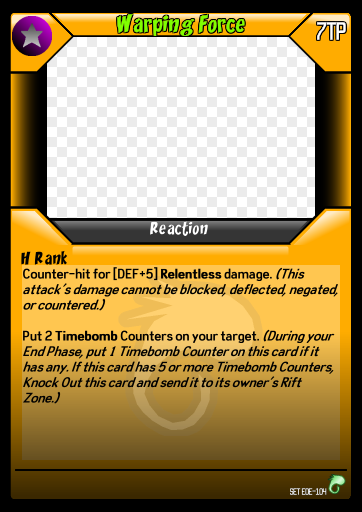 Warping Force
7TP
Reaction
H Rank
Counter-hit for [DEF+5] Relentless damage. (This
attack's damage cannot be blocked, deflected, negated,
or countered.)
Put 2 Timebomb Counters on your target. (During your
End Phase, put 1 Timebomb Counter on this card if it
has any. If this card has 5 or more Timebomb Counters,
Knock Out this card and send it to its owner's Rift
Zone.)
SET EOE-104